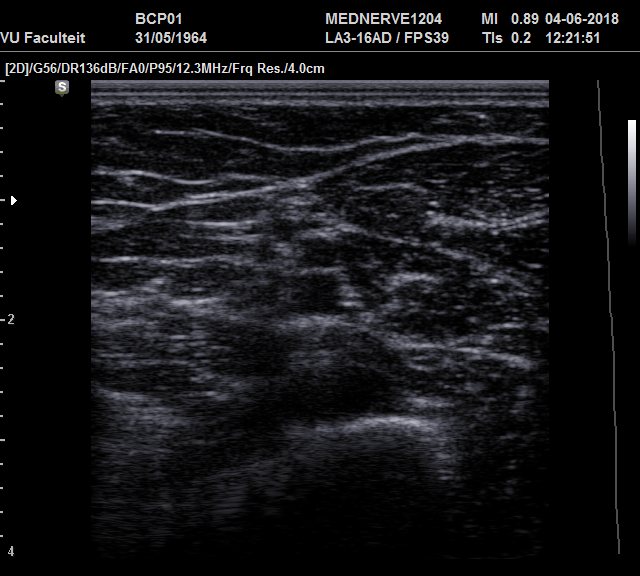 BCP01 MEDNERVE1204 MI 0.89 04-06-2018
VU Faculteit 31/05/1964 LA3-16AD / FPS39 TIs 0.2 12:21:51
[2D]/G56/DR136dB/FA0/P95/12.3MHz/Frq Res./4.0cm
S
2
4